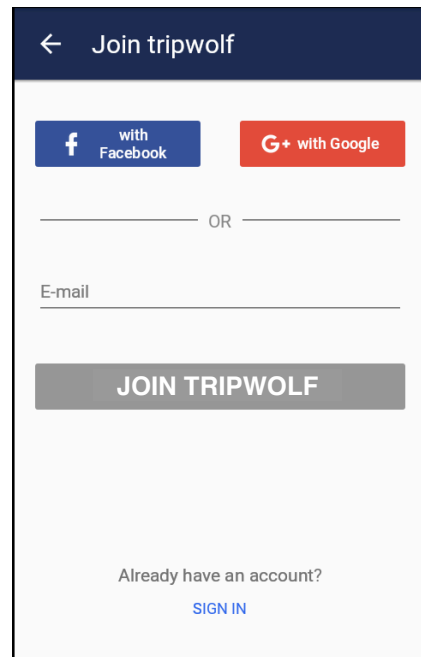 Join tripwolf
with
Facebook
G+ with Google
OR
E-mail
JOIN TRIPWOLF
Already have an account?
SIGN IN